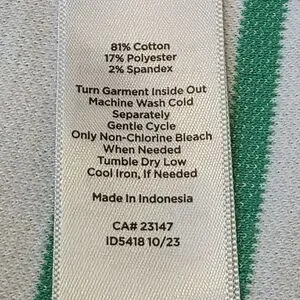 81% Cotton
17% Polyester
2% Spandex
Turn Garment Inside Out
Machine Wash Cold
Separately
Gentle Cycle
Only Non-Chlorine Bleach
When Needed
Tumble Dry Low
Cool Iron, If Needed
Made In Indonesia
CA# 23147
ID5418 10/23